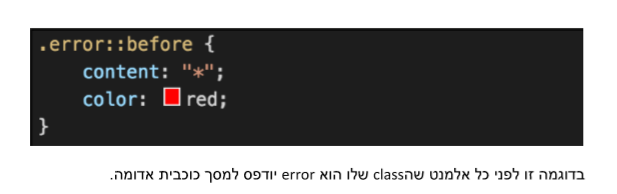 .error::before {
    content: "*";
    color: red;
}
בדוגמה זו לפני כל אלמנט שהclass שלו הוא error יודפס למסך כוכבית אדומה.